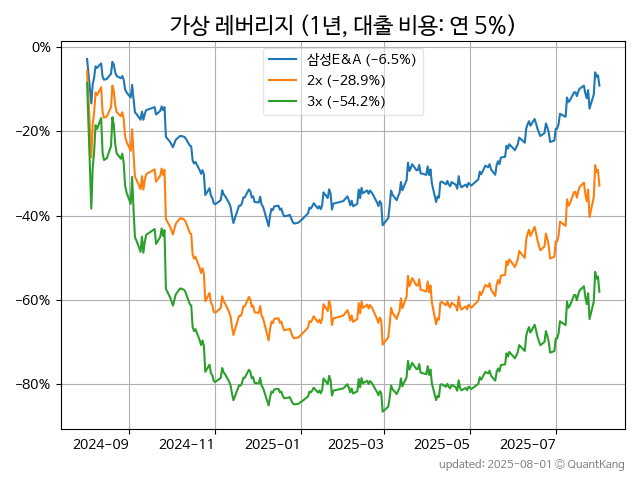 가상 레버리지 (1년, 대출 비용: 연 5%)
삼성E&A (−6.5%)
2x (−28.9%)
3x (−54.2%)
0%
−20%
−40%
−60%
−80%
2024-09 2024-11 2025-01 2025-03 2025-05 2025-07
updated: 2025-08-01 © QuantKang